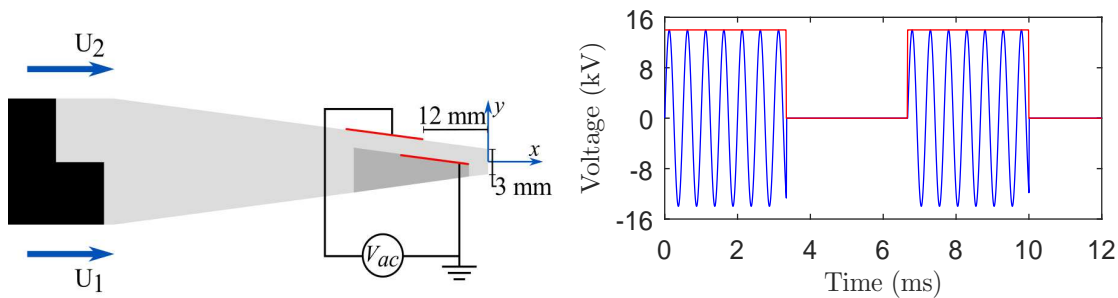 U2
12 mm
y
x
3 mm
Vac
U1
Voltage (kV)
16
8
0
-8
-16
0 2 4 6 8 10 12
Time (ms)